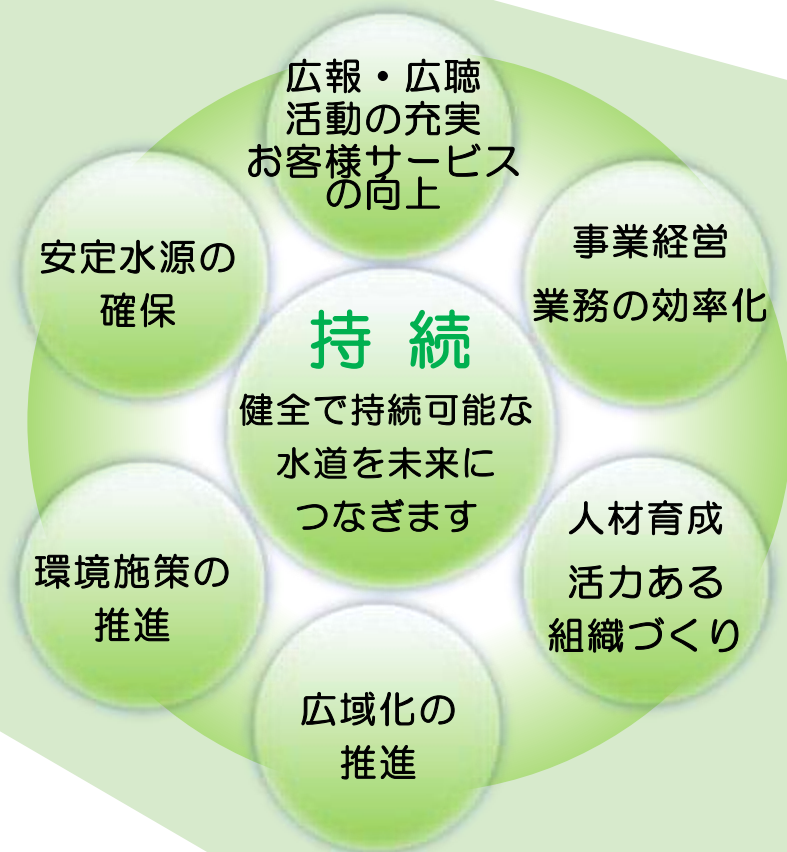 広報・広聴
活動の充実
お客様サービス
の向上
事業経営
業務の効率化
人材育成
活力ある
組織づくり
広域化の
推進
環境施策の
推進
安定水源の
確保
持 続
健全で持続可能な
水道を未来に
つなぎます